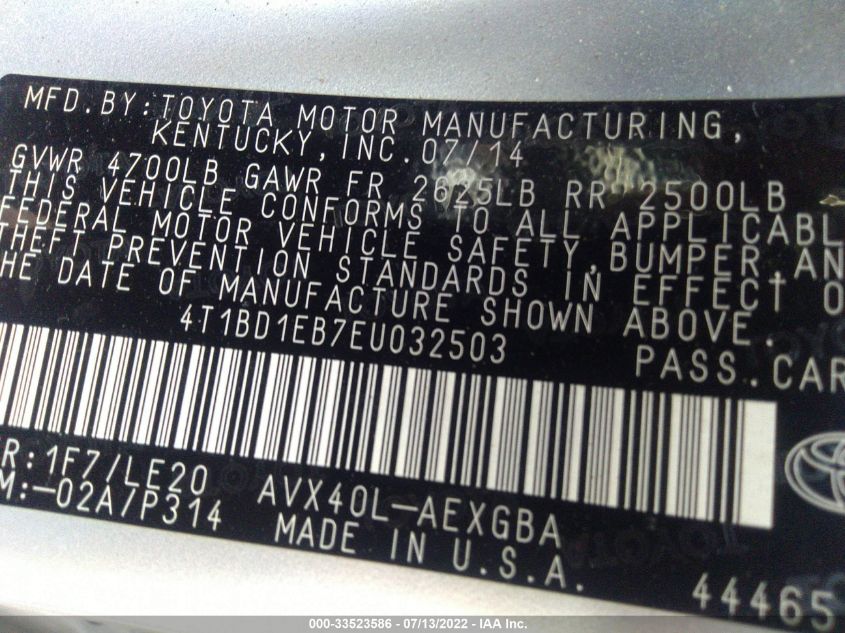 MFD.BY:TOYOTA MOTOR MANUFACTURING,
KENTUCKY,INC. 07/14
GVWR 4700LB GAWR FR 2625LB RR 2500LB
THIS VEHICLE CONFORMS TO ALL APPLICABL
FEDERAL MOTOR VEHICLE SAFETY,BUMPER,AN
THEFT PREVENTION STANDARDS IN EFFECT O
HE DATE OF MANUFACTURE SHOWN ABOVE.
4T1BD1EB7EU032503 PASS.CAR
R:1F7/LE20 AVX40L-AEXGBA
M:-02A/P314 MADE IN U.S.A.
44465
000-33523586 - 07/13/2022 - IAA Inc.